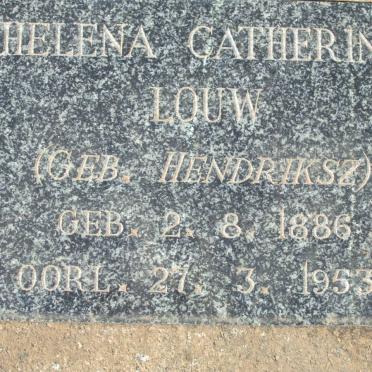 HELENA CATHERIN
LOUW
(GEB. HENDRIKSZ)
GEB. 2. 8. 1886
OORL. 27. 3. 1953